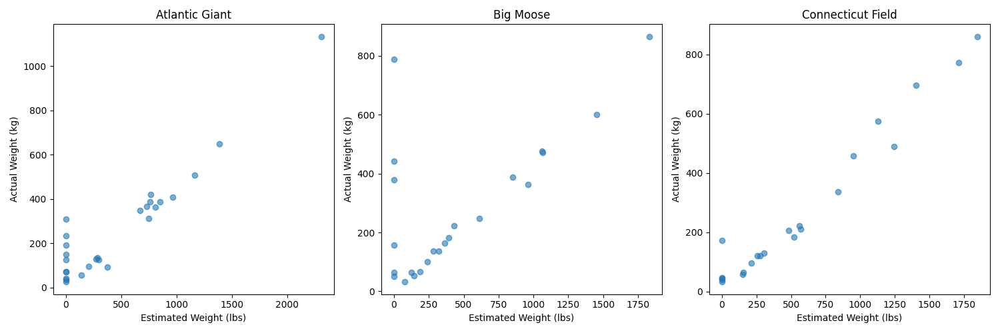 Atlantic Giant
Actual Weight (kg)
1000
800
600
400
200
0
0 500 1000 1500 2000
Estimated Weight (lbs)
Big Moose
Actual Weight (kg)
800
600
400
200
0
0 250 500 750 1000 1250 1500 1750
Estimated Weight (lbs)
Connecticut Field
Actual Weight (kg)
800
600
400
200
0
0 250 500 750 1000 1250 1500 1750
Estimated Weight (lbs)